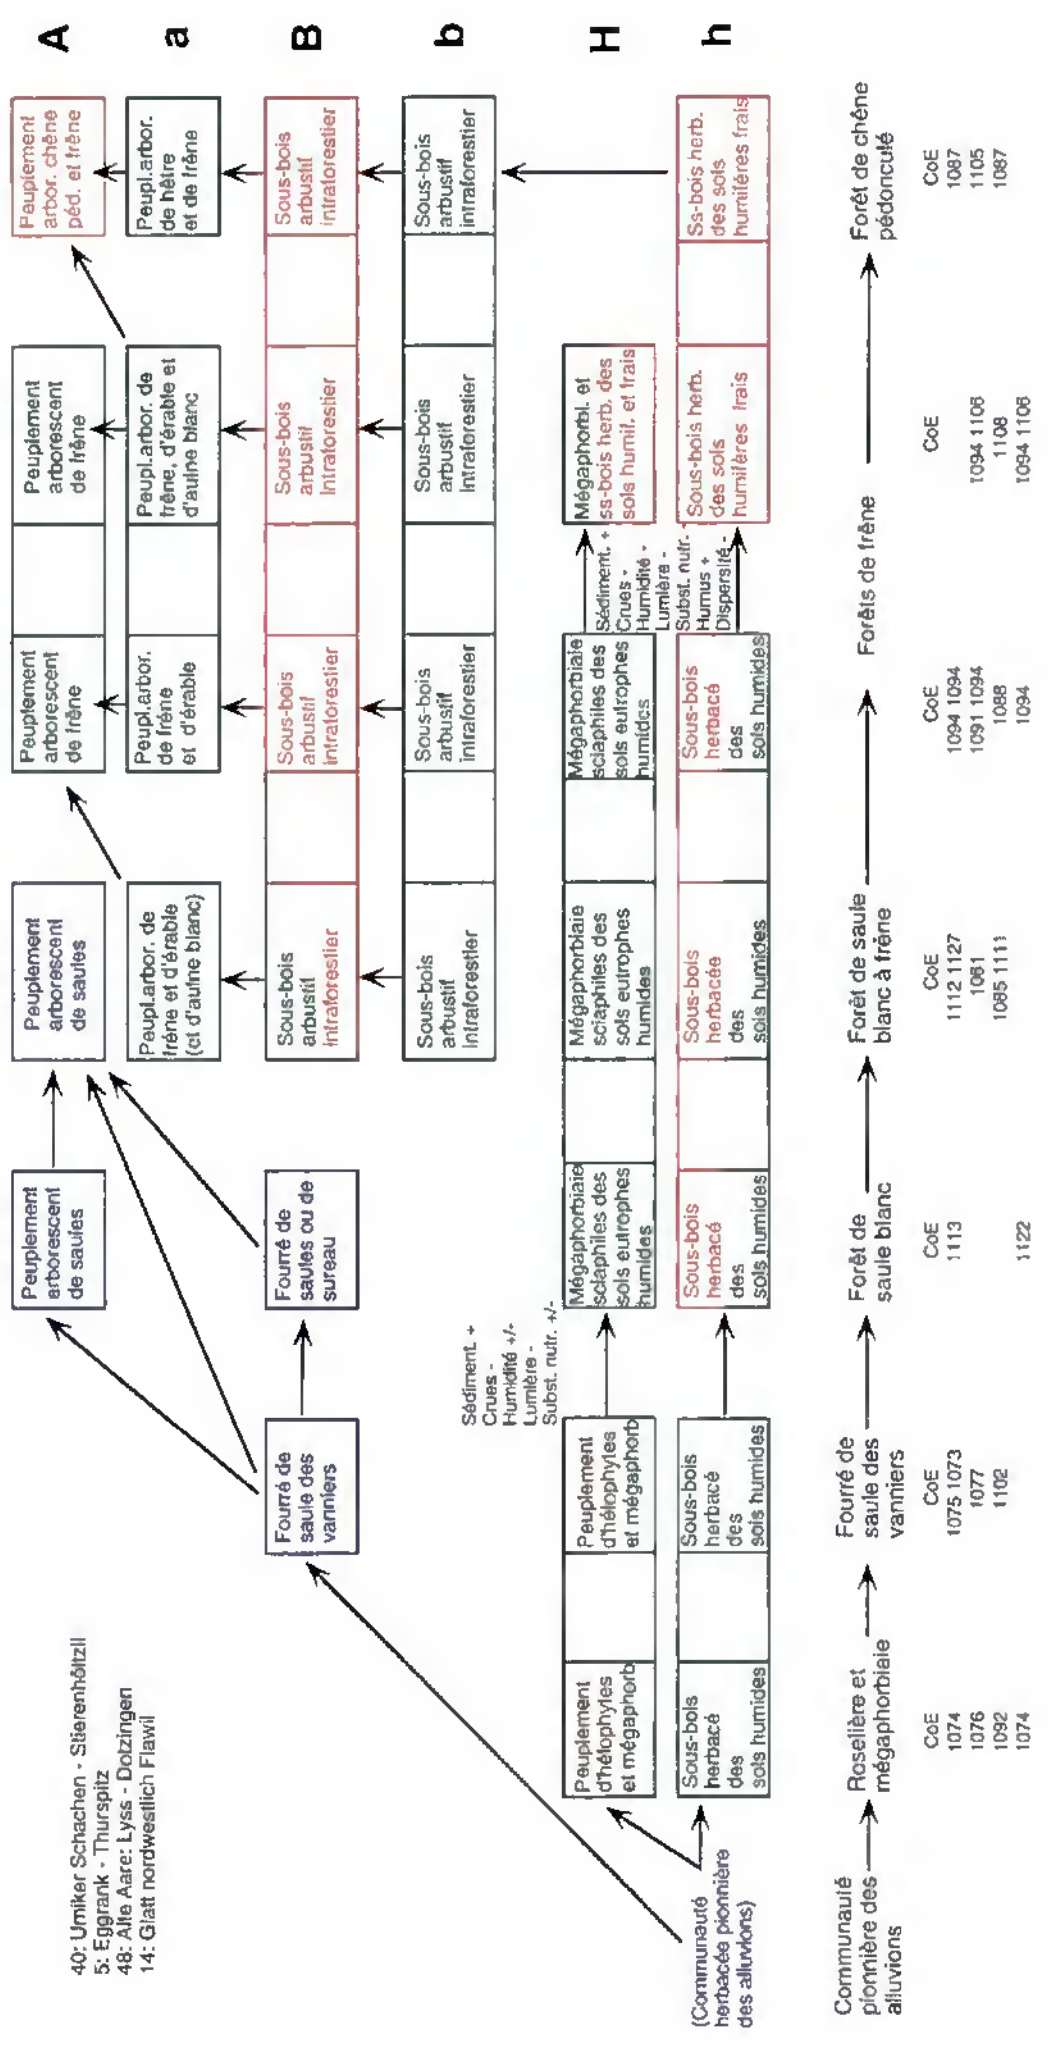 40: Umiker Schachen - Stierenhölzli
5: Eggrank - Thurspitz
48: Alte Aare: Lyss - Dotzingen
14: Glatt nordwestlich Flawil
Peuplement
arborescent
de saules
Peuplement
arborescent
de saules
Peuplement
arborescent
de frêne
Peuplement
arborescent
de frêne
Peuplement
arbor. chêne
péd. et frêne
A
Peupl.arbor. de
frêne et d'érable
(ct d'aulne blanc)
Peupl.arbor.
de frêne
et d'érable
Peupl.arbor. de
frêne, d'érable et
d'aulne blanc
Peupl.arbor.
de hêtre
et de frêne
a
Fourré de
saule des
vanniers
Fourré de
saules ou de
sureau
Sous-bois
arbustif
intraforestier
Sous-bois
arbustif
intraforestier
Sous-bois
arbustif
Intraforestier
Sous-bois
arbustif
intraforestier
B
Sous-bois
arbustif
Intraforestier
Sous-bois
arbustif
intraforestier
Sous-bois
arbustif
Intraforestier
Sous-bois
arbustif
intraforestier
b
Sédiment. +
Crues -
Humidité +/-
Lumière -
Subst. nutr. +/-
Peuplement
d'hélophytes
et mégaphorb
Peuplement
d'hélophytes
et mégaphorb
Mégaphorbiaie
sciaphiles des
sols eutrophes
humides
Mégaphorbiaie
sciaphiles des
sols eutrophes
humides
Mégaphorbiaie
sciaphiles des
sols eutrophes
humides
Sédiment. +
Crues -
Humidité -
Lumière -
Subst. nutr. -
Humus +
Dispersité -
Mégaphorbl. et
ss-bois herb. des
sols humif. et frais
H
(Communauté
herbacée pionnière
des alluvions)
Sous-bois
herbacé
des
sols humides
Sous-bois
herbacé
des
sols humides
Sous-bois
herbacé
des
sols humides
Sous-bois
herbacée
des
sols humides
Sous-bois
herbacé
des
sols humides
Sous-bois herb.
des sols
humifères frais
Ss-bois herb.
des sols
humifères frais
h
Communauté
pionnière des
alluvions
Roselière et
mégaphorbiaie
Fourré de
saule des
vanniers
Forêt de
saule blanc
Forêt de saule
blanc à frêne
Forêts de frêne
Forêt de chêne
pédonculé
CoE
1074
1076
1092
1074
CoE
1075 1073
1077
1102
CoE
1113
1122
CoE
1112 1127
1061
1085 1111
CoE
1094 1094
1091 1094
1088
1094
CoE
1094 1106
1108
1094 1106
CoE
1087
1105
1087